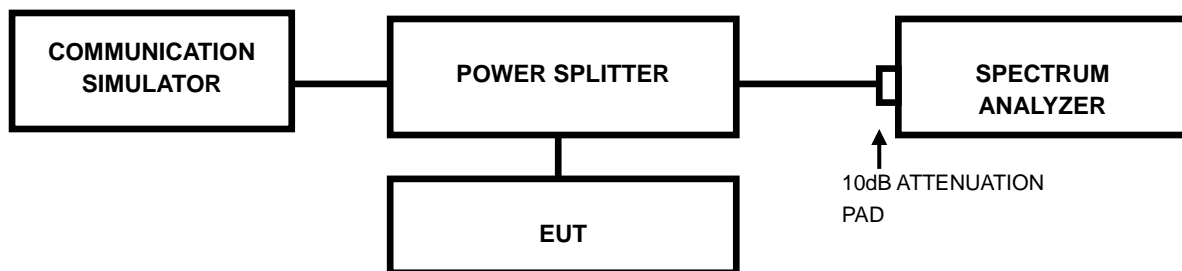 COMMUNICATION
SIMULATOR
POWER SPLITTER
SPECTRUM
ANALYZER
10dB ATTENUATION
PAD
EUT